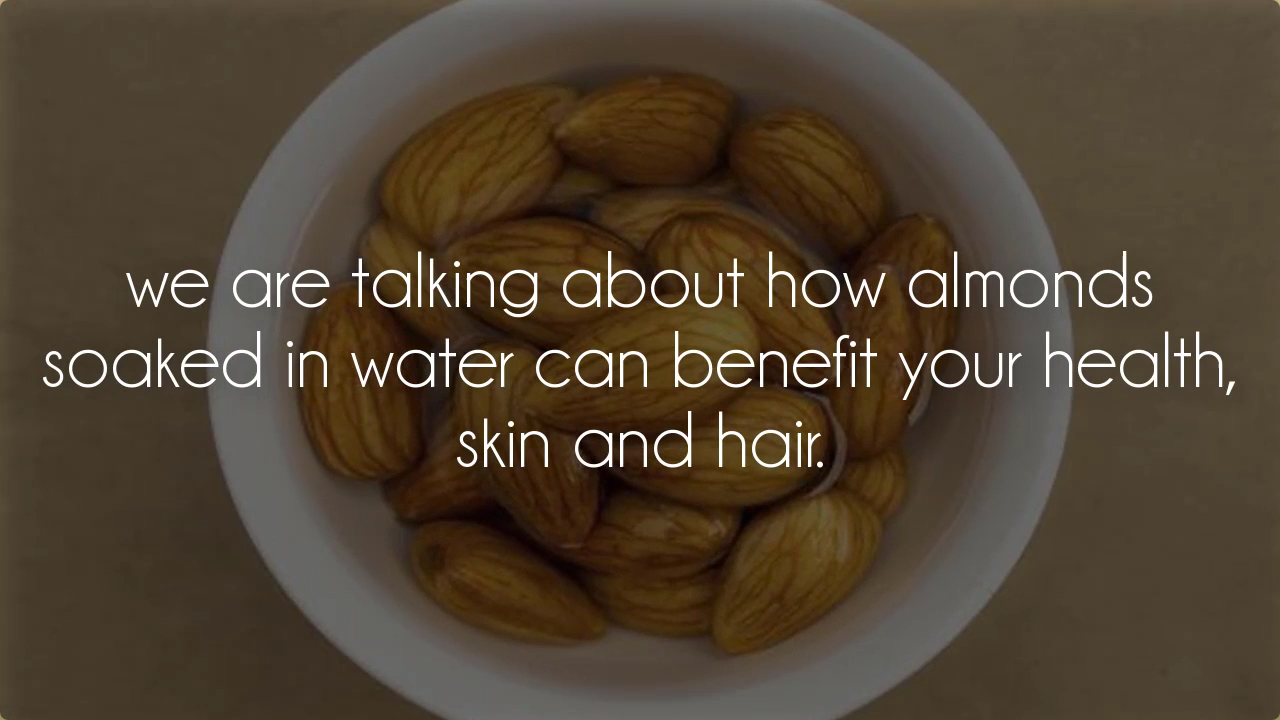 we are talking about how almonds
soaked in water can benefit your health,
skin and hair.